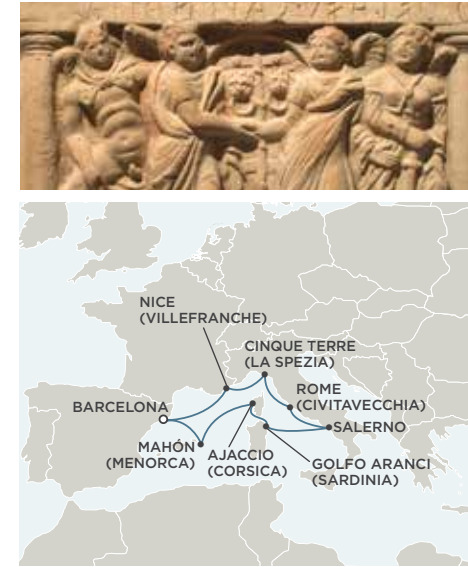 NICE
(VILLEFRANCHE)
CINQUE TERRE
(LA SPEZIA)
ROME
(CIVITAVECCHIA)
BARCELONA
SALERNO
MAHÓN
(MENORCA)
AJACCIO
(CORSICA)
GOLFO ARANCI
(SARDINIA)